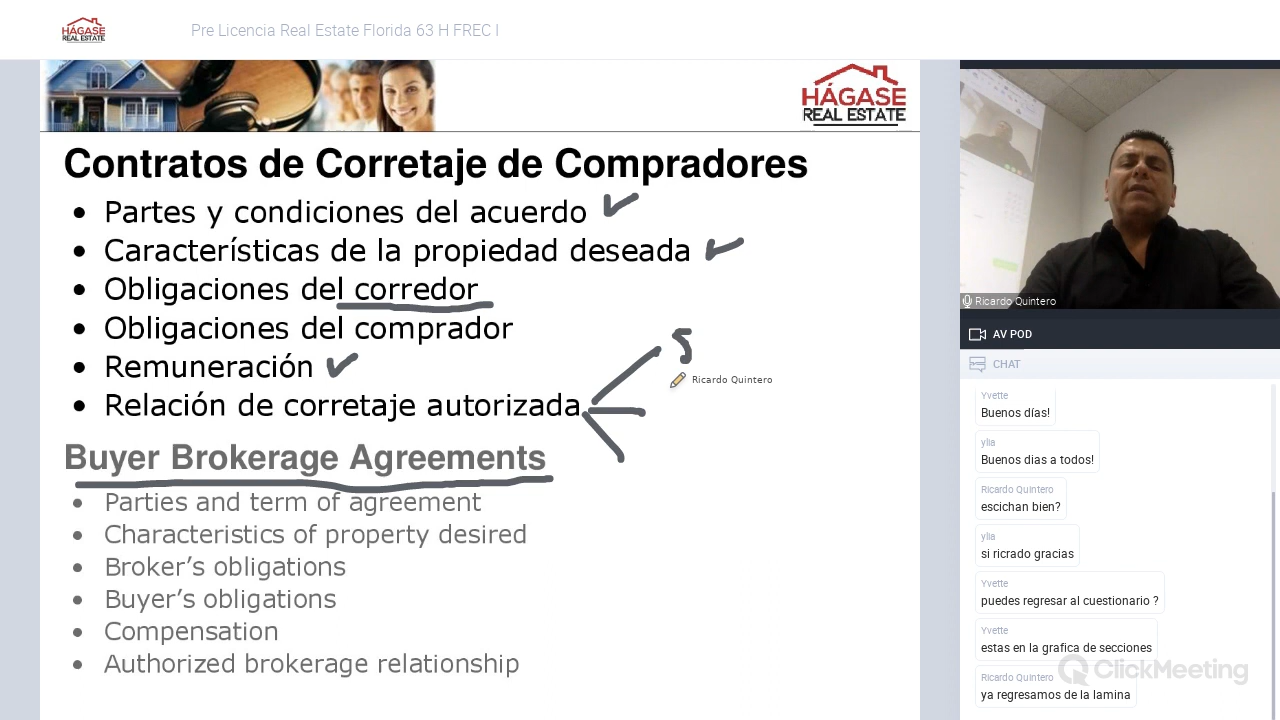 HÁGASE
REAL ESTATE
Pre Licencia Real Estate Florida 63 H FREC I
HÁGASE
REAL ESTATE
Contratos de Corretaje de Compradores
• Partes y condiciones del acuerdo
• Características de la propiedad deseada
• Obligaciones del corredor
• Obligaciones del comprador
• Remuneración
• Relación de corretaje autorizada
Ricardo Quintero
Buyer Brokerage Agreements
• Parties and term of agreement
• Characteristics of property desired
• Broker’s obligations
• Buyer’s obligations
• Compensation
• Authorized brokerage relationship
Ricardo Quintero
AV POD
CHAT
Yvette
Buenos días!
ylia
Buenos dias a todos!
Ricardo Quintero
escichan bien?
ylia
si ricrado gracias
Yvette
puedes regresar al cuestionario ?
Yvette
estas en la grafica de secciones
Ricardo Quintero
ya regresamos de la lamina
ClickMeeting